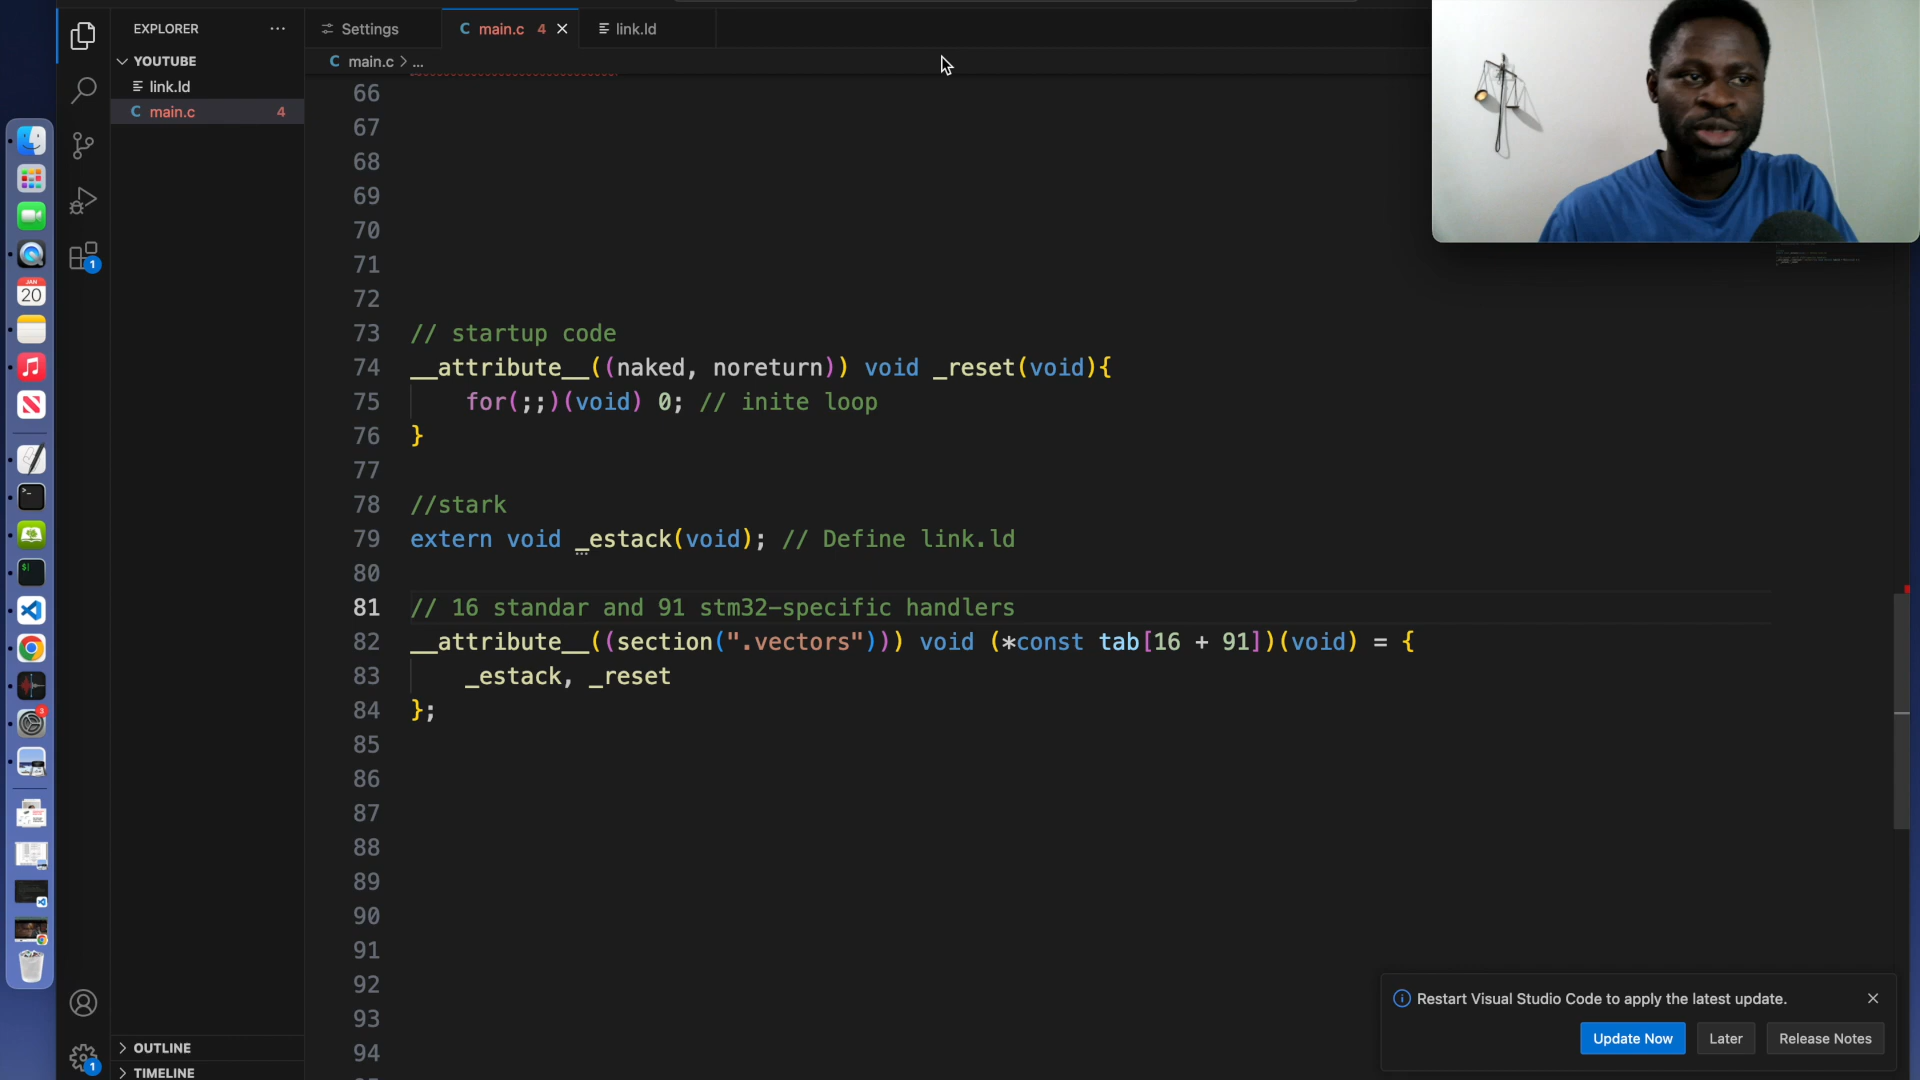 EXPLORER
YOUTUBE
link.ld
main.c 4
OUTLINE
TIMELINE
Settings
main.c 4
link.ld
main.c > ...
66
67
68
69
70
71
72
73 // startup code
74 __attribute__((naked, noreturn)) void _reset(void){
75 for(;;)(void) 0; // inite loop
76 }
77
78 //stark
79 extern void _estack(void); // Define link.ld
80
81 // 16 standar and 91 stm32-specific handlers
82 __attribute__((section(".vectors"))) void (*const tab[16 + 91])(void) = {
83 _estack, _reset
84 };
85
86
87
88
89
90
91
92
93
94
Restart Visual Studio Code to apply the latest update.
Update Now
Later
Release Notes
JAN
20
3
1
1